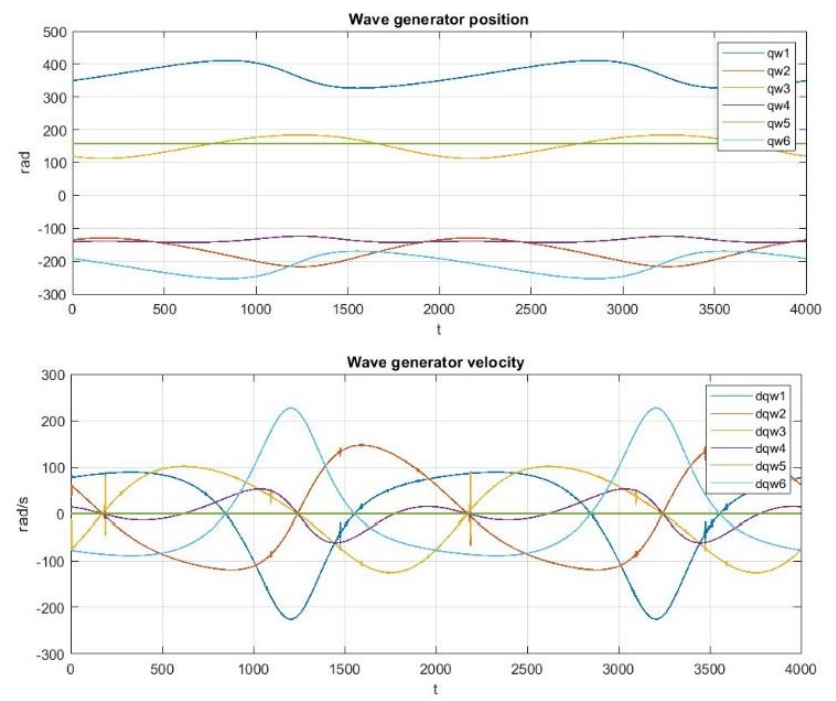 Wave generator position
500
400
300
200
100
0
-100
-200
-300
rad
0 500 1000 1500 2000 2500 3000 3500 4000
t
qw1
qw2
qw3
qw4
qw5
qw6
Wave generator velocity
300
200
100
0
-100
-200
-300
rad/s
0 500 1000 1500 2000 2500 3000 3500 4000
t
dqw1
dqw2
dqw3
dqw4
dqw5
dqw6